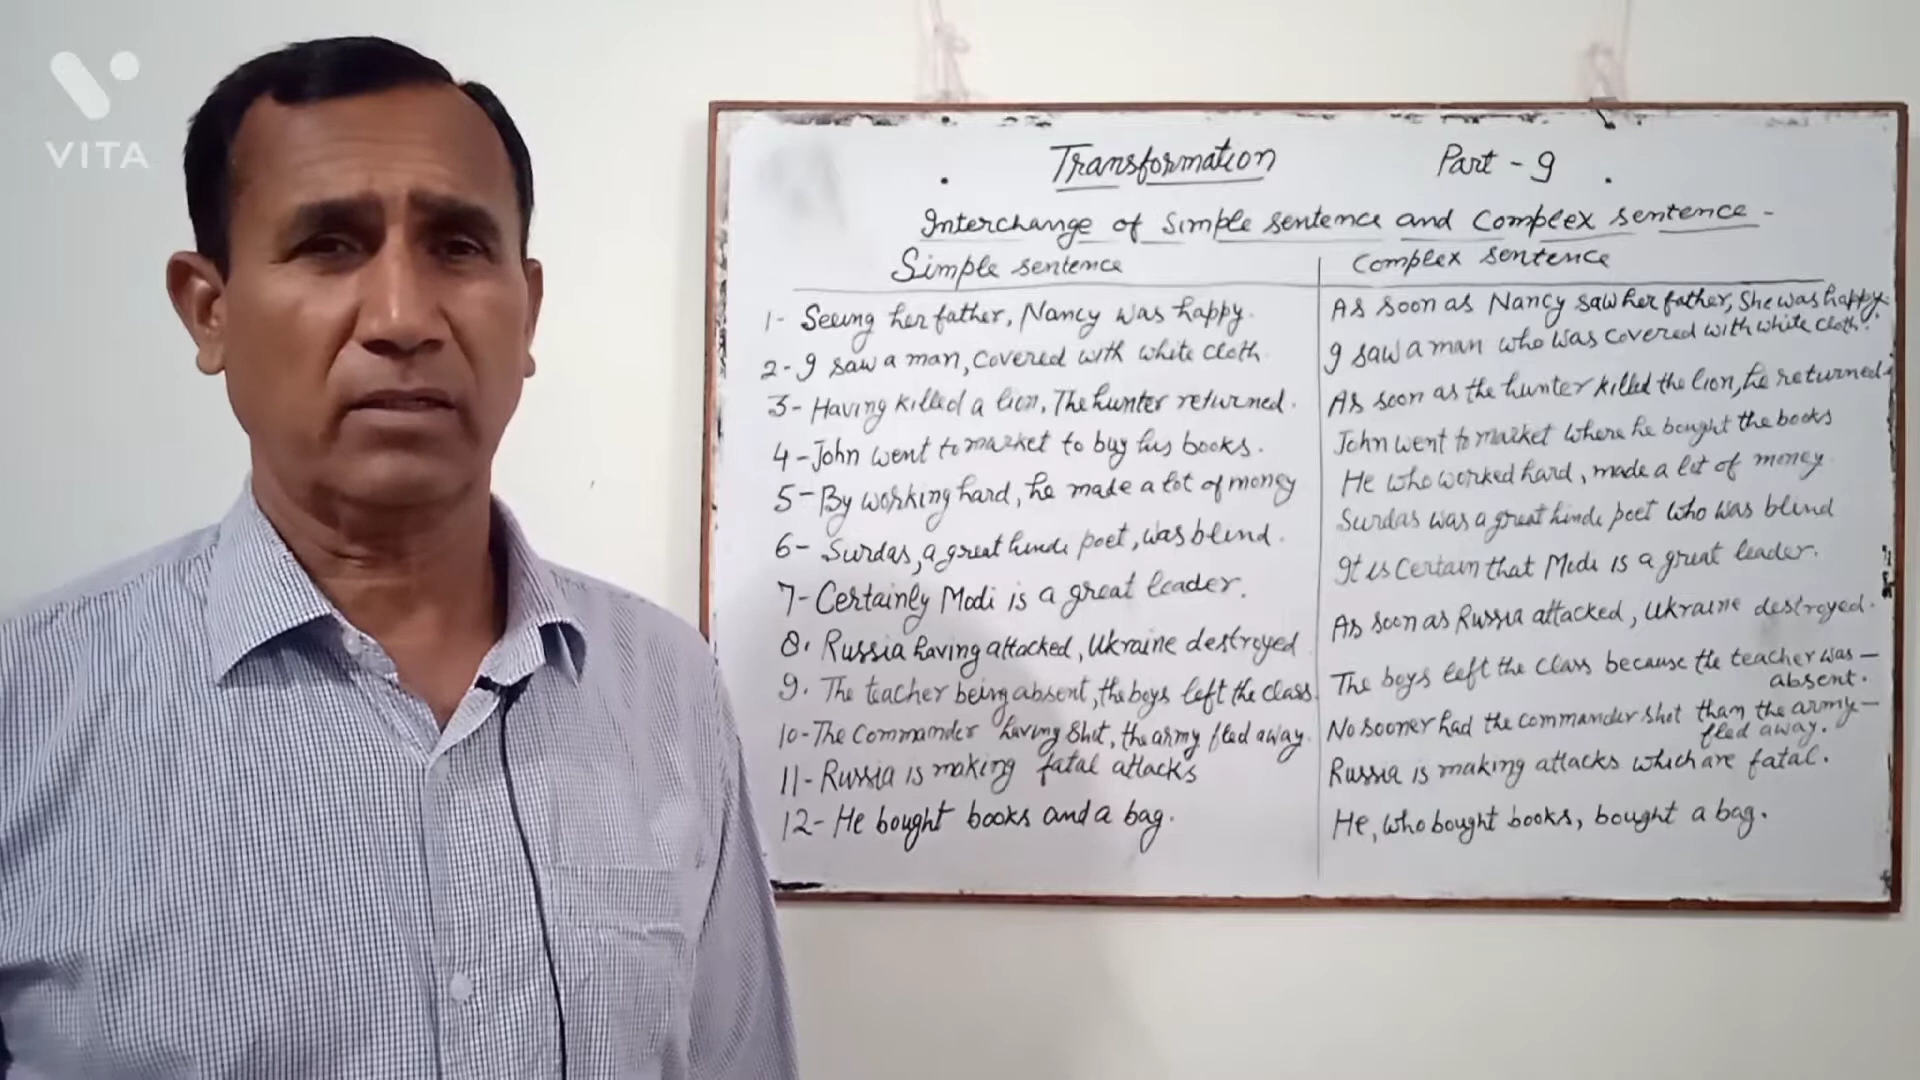 VITA
Transformation Part - 9
Interchange of Simple sentence and Complex sentence -
Simple sentence
Complex sentence
1- Seeing her father, Nancy was happy.
As soon as Nancy saw her father, She was happy.
2- I saw a man, covered with white cloth
I saw a man who was covered with white cloth.
3- Having killed a lion, The hunter returned.
As soon as the hunter killed the lion, he returned.
4- John went to market to buy his books.
John went to market where he bought the books
5- By working hard, he made a lot of money
He who worked hard, made a lot of money
6- Surdas, a great hindi poet, was blind.
Surdas was a great hindi poet who was blind
7- Certainly Modi is a great leader.
It is Certain that Modi is a great leader.
8. Russia having attacked, Ukraine destroyed
As soon as Russia attacked, Ukraine destroyed.
9. The teacher being absent, the boys left the class.
The boys left the class because the teacher was -
absent.
10- The Commander having shot, the army fled away.
No sooner had the commander shot than the army -
fled away.
11- Russia is making fatal attacks
Russia is making attacks which are fatal.
12- He bought books and a bag.
He, who bought books, bought a bag.